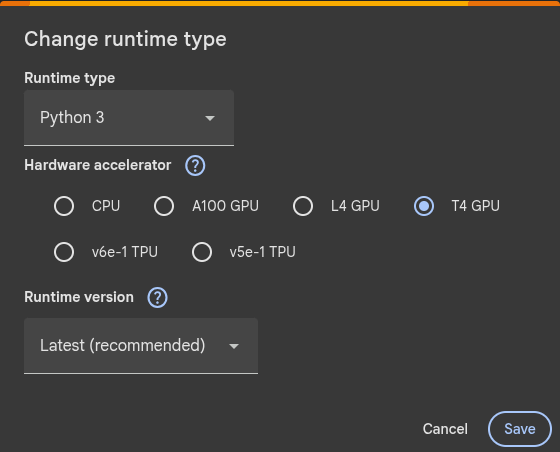 Change runtime type
Runtime type
Python 3
Hardware accelerator ?
CPU A100 GPU L4 GPU T4 GPU
v6e-1 TPU v5e-1 TPU
Runtime version ?
Latest (recommended)
Cancel Save